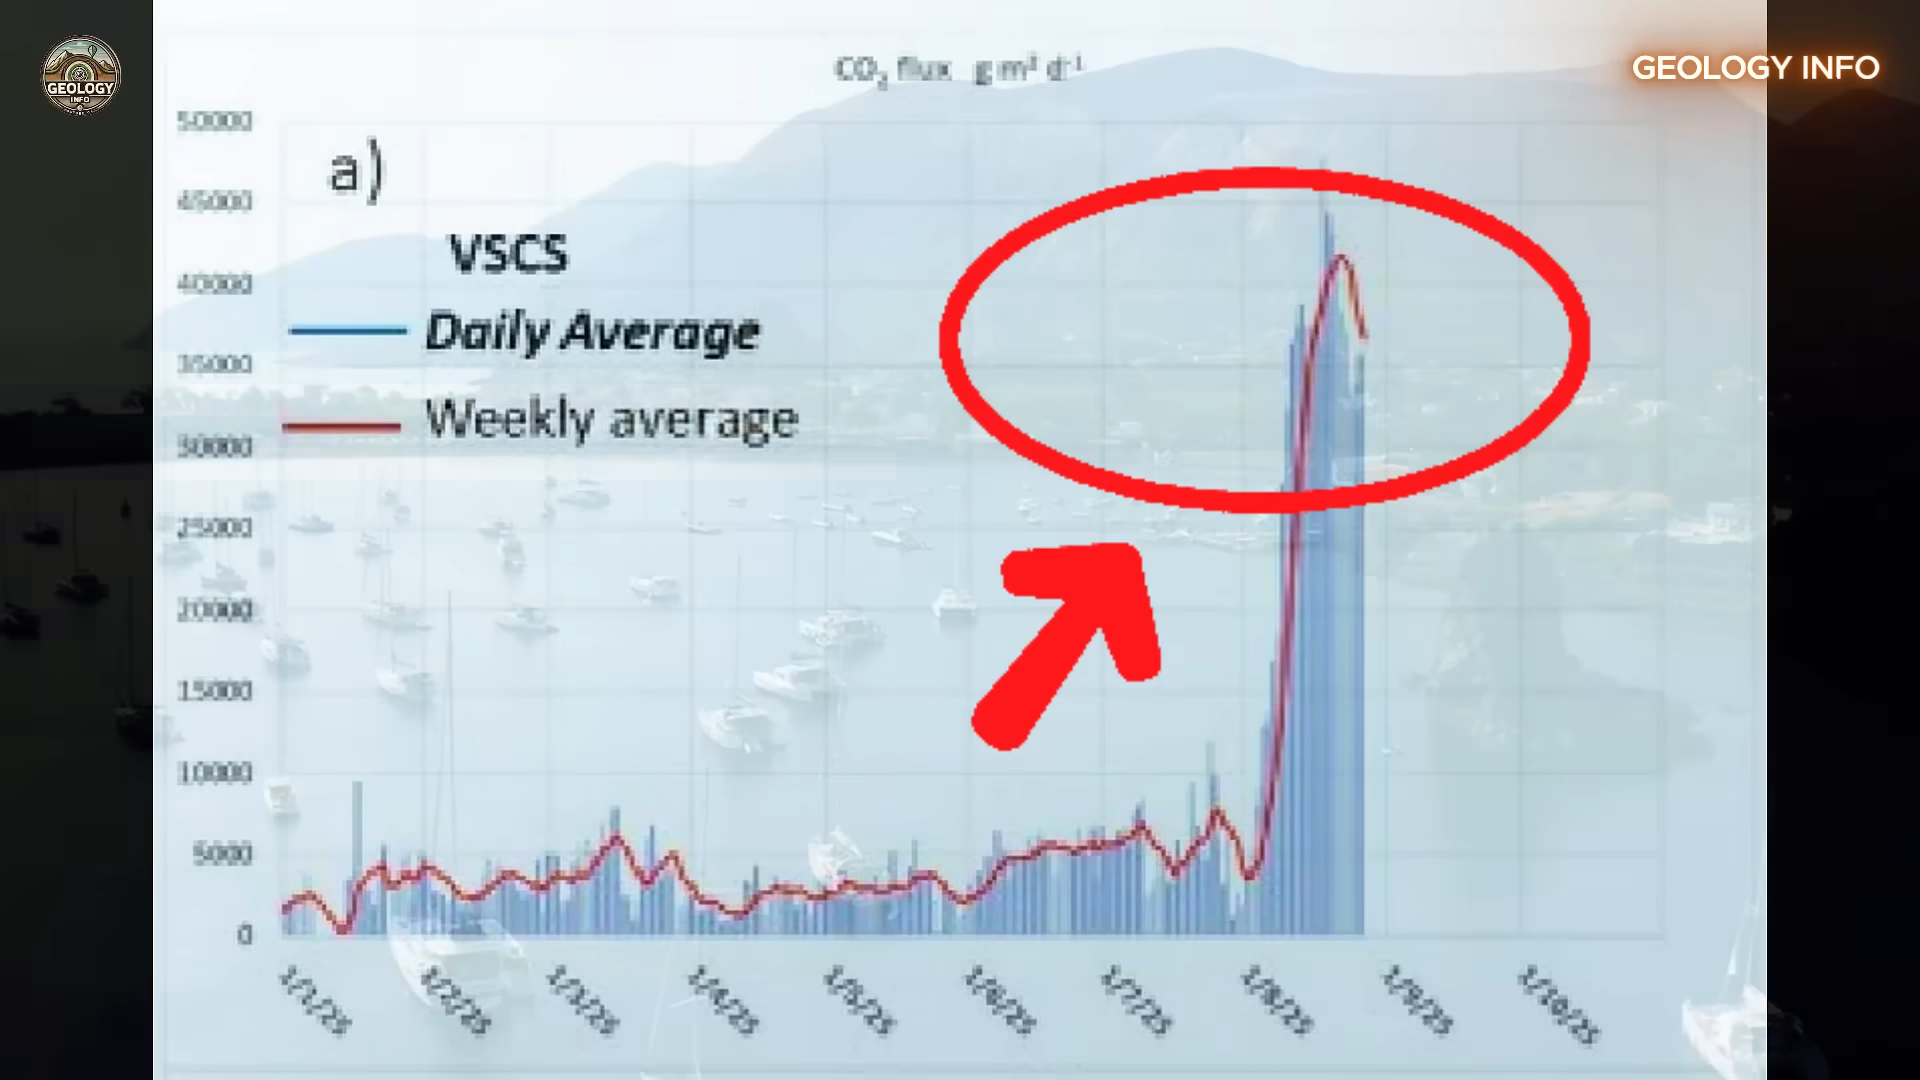 GEOLOGY
INFO
GEOLOGY INFO
CO₂ flux g m² d⁻¹
50000
a)
45000
VSCS
40000
Daily Average
35000
Weekly average
30000
25000
20000
15000
10000
5000
0
1/1/25
1/2/25
1/3/25
1/4/25
1/5/25
1/6/25
1/7/25
1/8/25
1/9/25
1/10/25